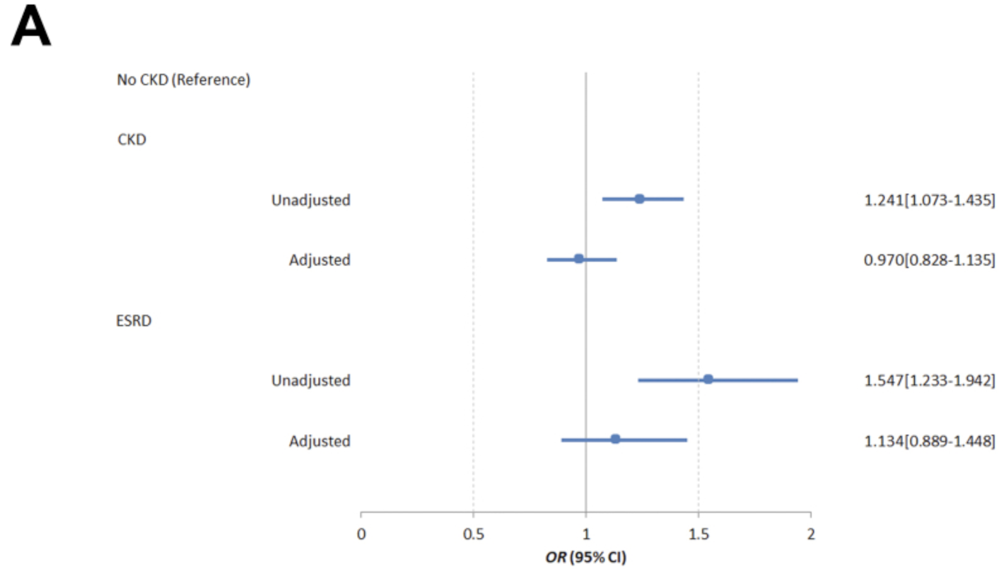 A
No CKD (Reference)
CKD
Unadjusted 1.241[1.073-1.435]
Adjusted 0.970[0.828-1.135]
ESRD
Unadjusted 1.547[1.233-1.942]
Adjusted 1.134[0.889-1.448]
0 0.5 1 1.5 2
OR (95% CI)